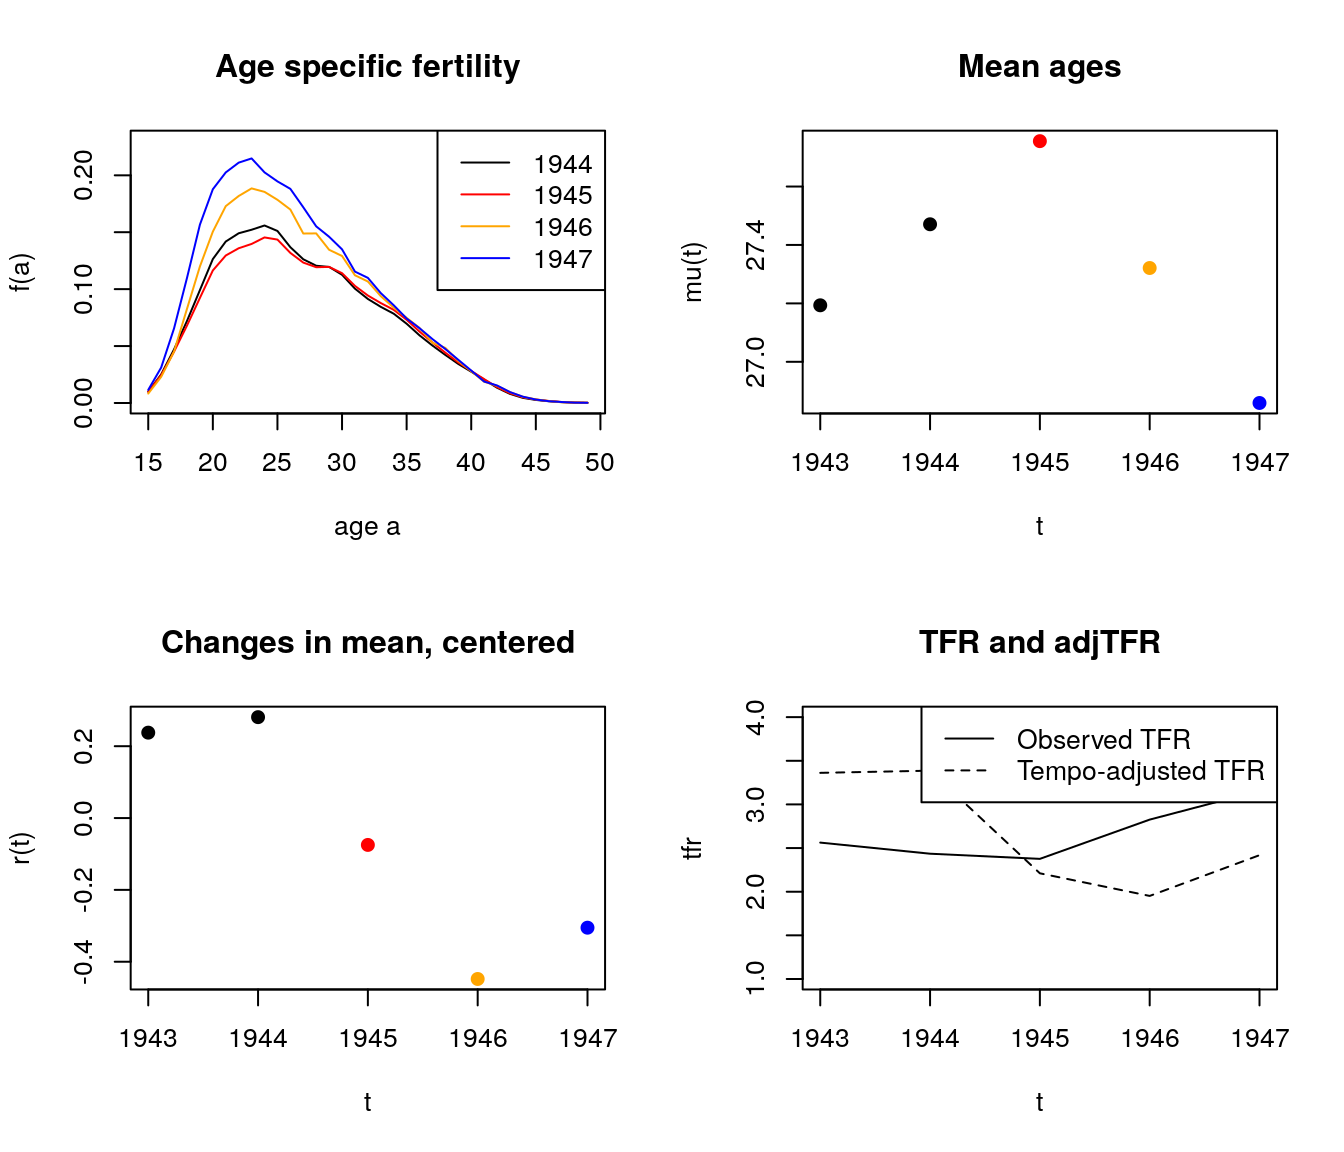 Age specific fertility
f(a)
0.00 0.10 0.20
1944
1945
1946
1947
15 20 25 30 35 40 45 50
age a
Mean ages
mu(t)
27.0 27.4
1943 1944 1945 1946 1947
t
Changes in mean, centered
r(t)
-0.4 -0.2 0.0 0.2
1943 1944 1945 1946 1947
t
TFR and adjTFR
tfr
1.0 2.0 3.0 4.0
Observed TFR
Tempo-adjusted TFR
1943 1944 1945 1946 1947
t